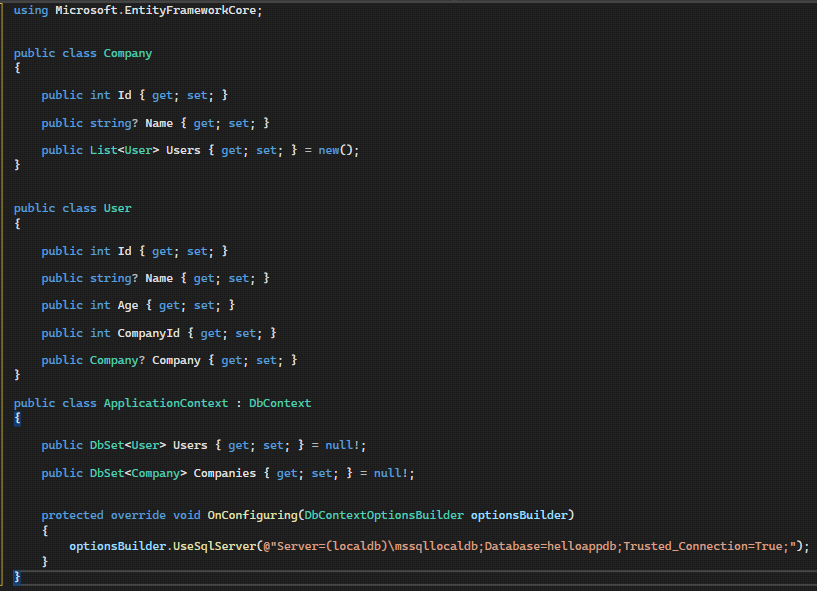 using Microsoft.EntityFrameworkCore;
public class Company
{
public int Id { get; set; }
public string? Name { get; set; }
public List<User> Users { get; set; } = new();
}
public class User
{
public int Id { get; set; }
public string? Name { get; set; }
public int Age { get; set; }
public int CompanyId { get; set; }
public Company? Company { get; set; }
}
public class ApplicationContext : DbContext
{
public DbSet<User> Users { get; set; } = null!;
public DbSet<Company> Companies { get; set; } = null!;
protected override void OnConfiguring(DbContextOptionsBuilder optionsBuilder)
{
optionsBuilder.UseSqlServer(@"Server=(localdb)\mssqllocaldb;Database=helloappdb;Trusted_Connection=True;");
}
}